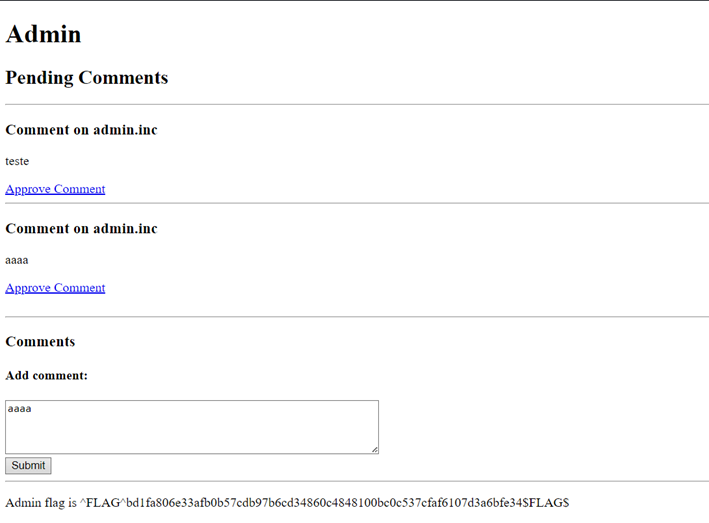 Admin
Pending Comments
Comment on admin.inc
teste
Approve Comment
Comment on admin.inc
aaaa
Approve Comment
Comments
Add comment:
aaaa
Submit
Admin flag is ^FLAG^bd1fa806e33afb0b57cdb97b6cd34860c4848100bc0c537cfaf6107d3a6bfe34$FLAG$